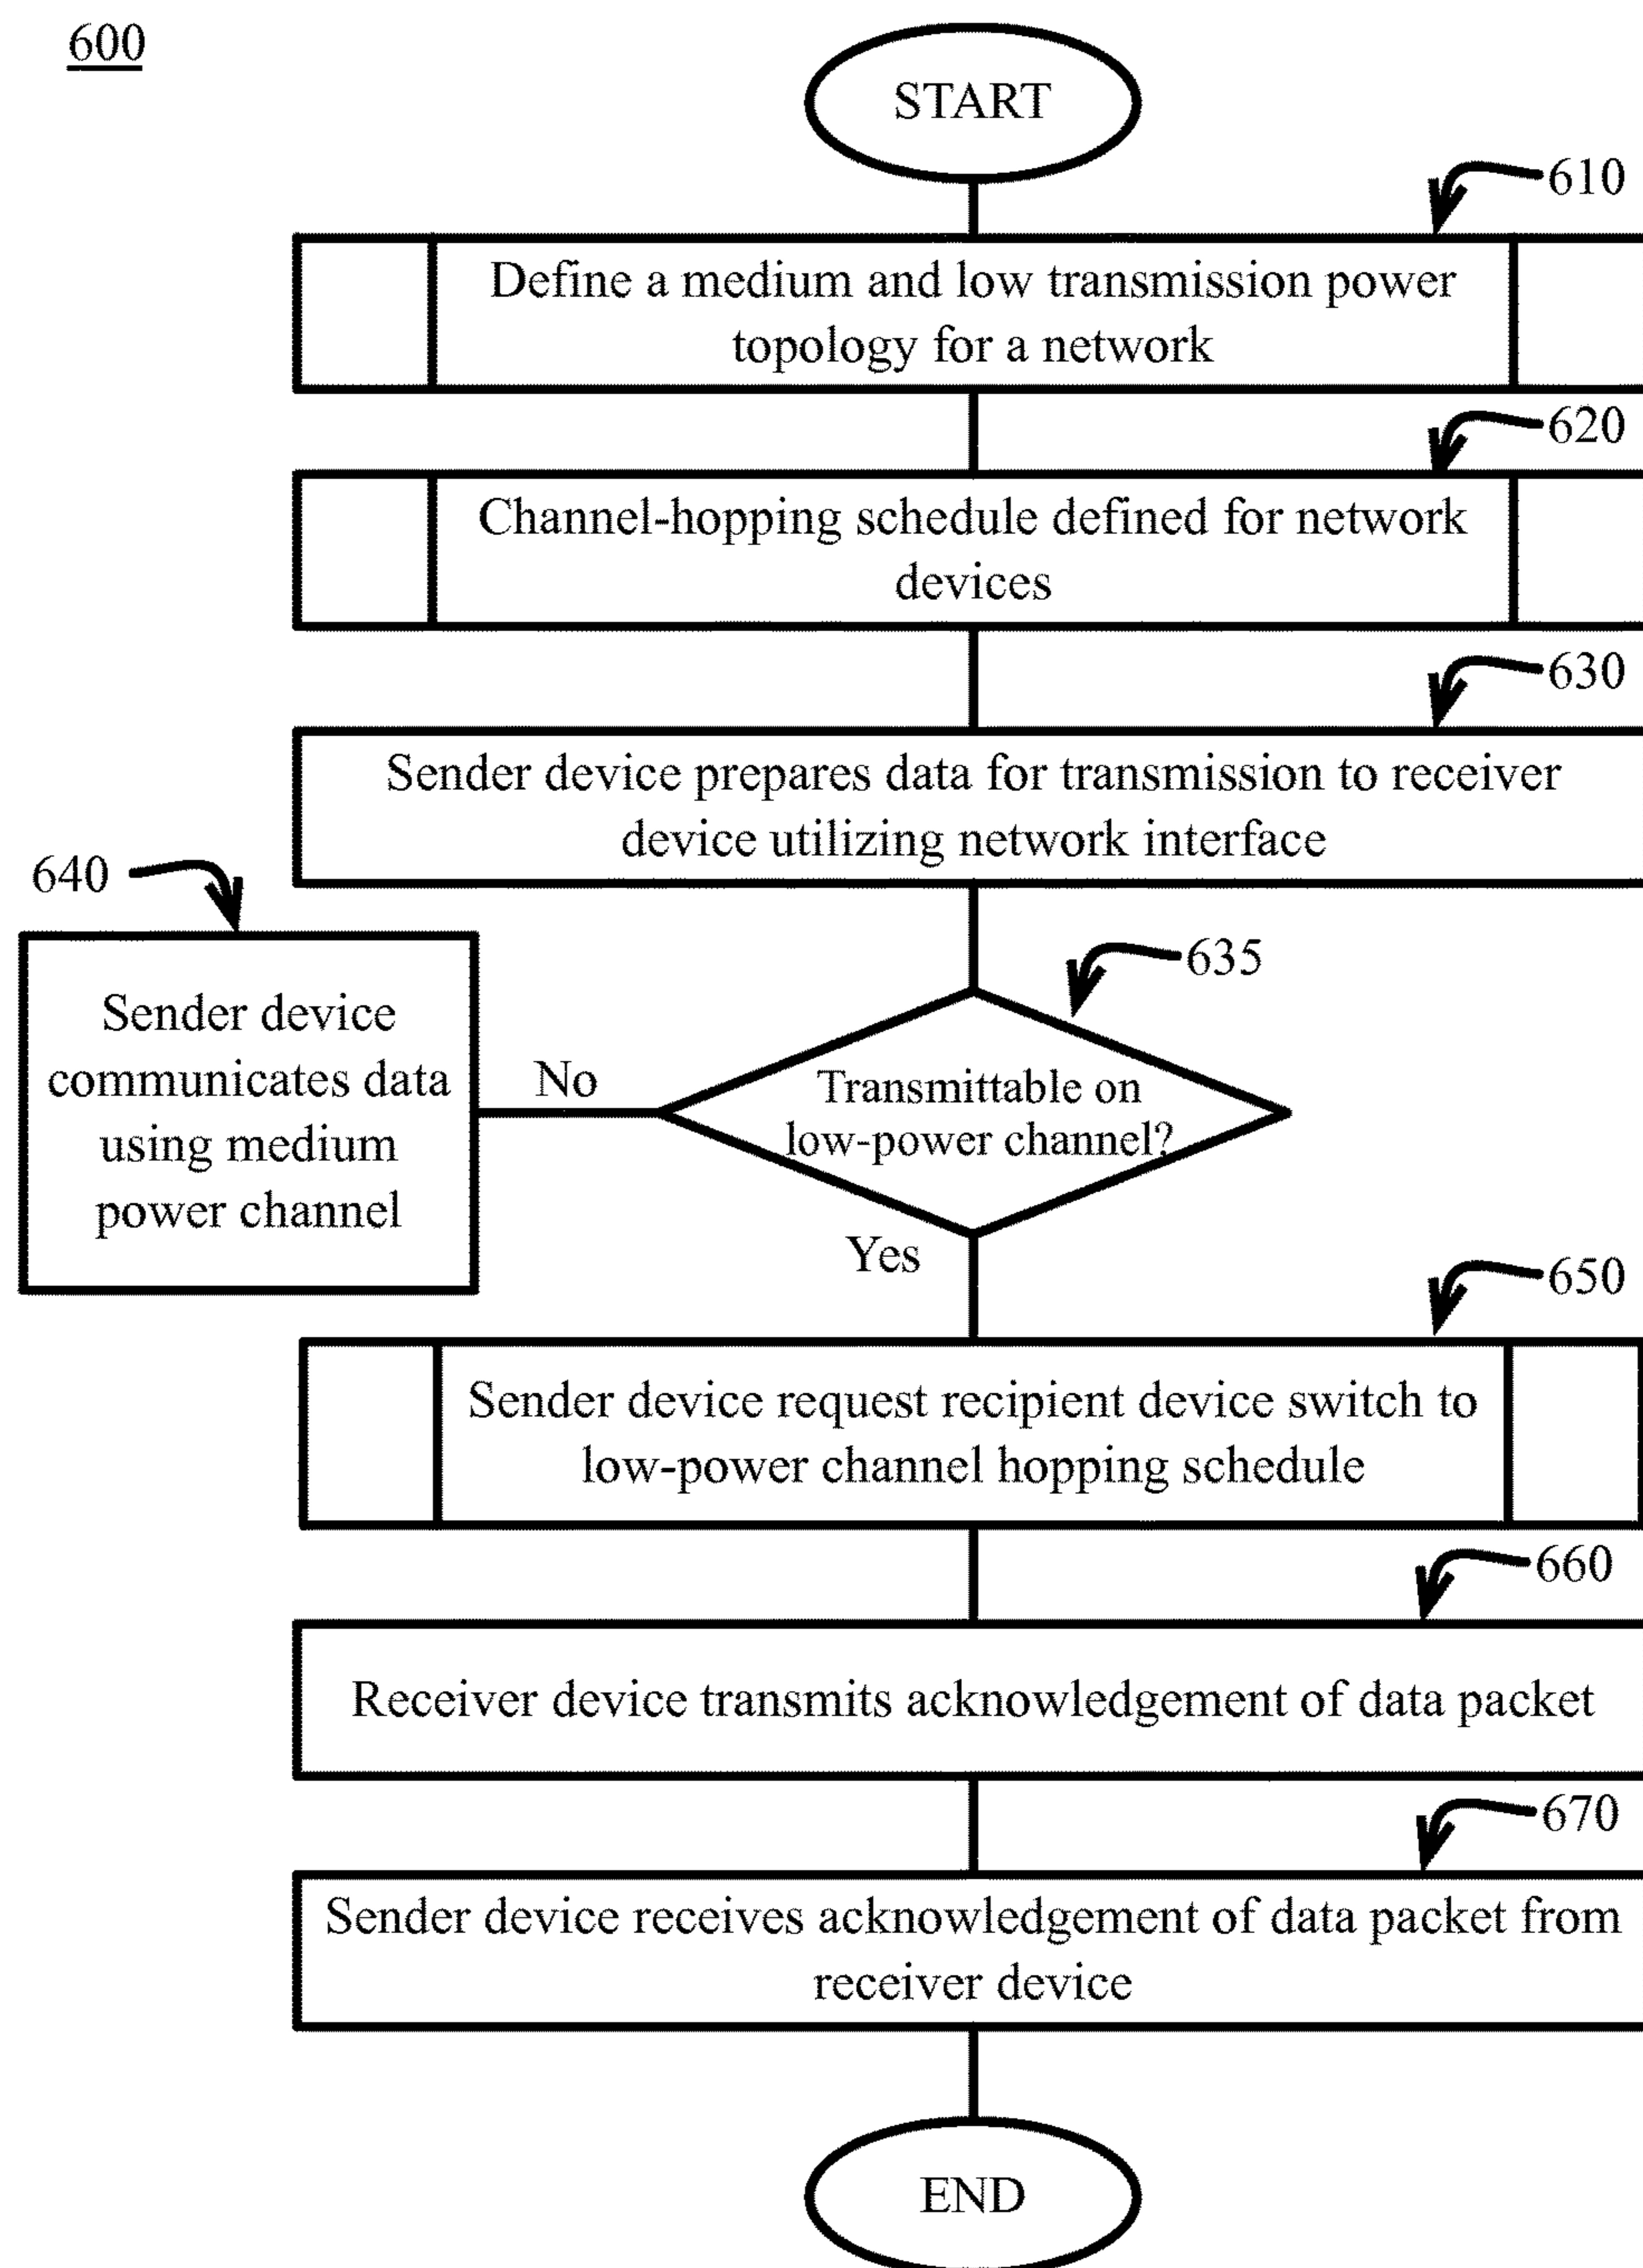 600
START
610
Define a medium and low transmission power
topology for a network
620
Channel-hopping schedule defined for network
devices
630
Sender device prepares data for transmission to receiver
device utilizing network interface
640
Sender device
communicates data
using medium
power channel
No
635
Transmittable on
low-power channel?
Yes
650
Sender device request recipient device switch to
low-power channel hopping schedule
660
Receiver device transmits acknowledgement of data packet
670
Sender device receives acknowledgement of data packet from
receiver device
END